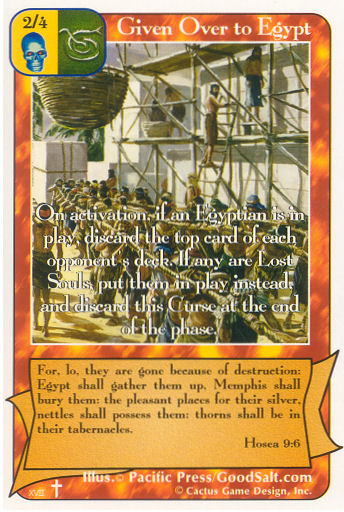 2/4
Given Over to Egypt
On activation, if an Egyptian is in
play, discard the top card of each
opponent's deck. If any are Lost
Souls, put them in play instead,
and discard this Curse at the end
of the phase.
For, lo, they are gone because of destruction:
Egypt shall gather them up. Memphis shall
bury them: the pleasant places for their silver,
nettles shall possess them: thorns shall be in
their tabernacles.
Hosea 9:6
Illus.© Pacific Press/GoodSalt.com
XVII © Cactus Game Design, Inc.